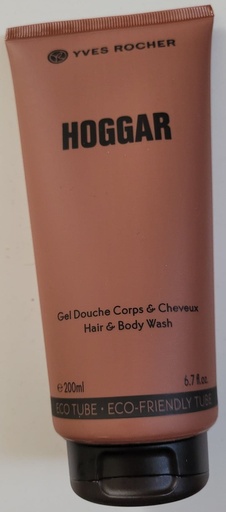 YVES ROCHER
HOGGAR
Gel Douche Corps & Cheveux
Hair & Body Wash
℮ 200ml 6.7 fl.oz.
ECO TUBE • ECO-FRIENDLY TUBE